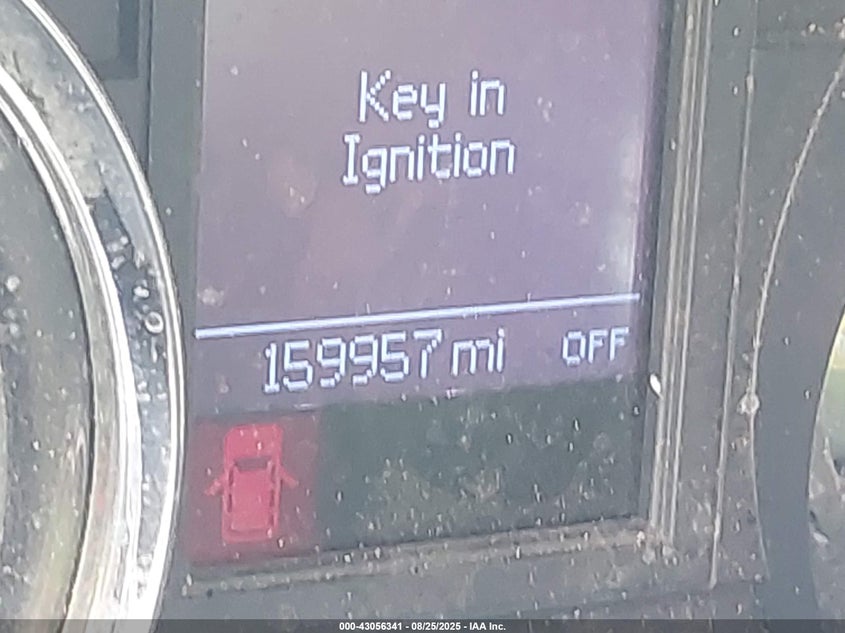 Key in
Ignition
159957 mi OFF
000-43056341 - 08/25/2025 - IAA Inc.